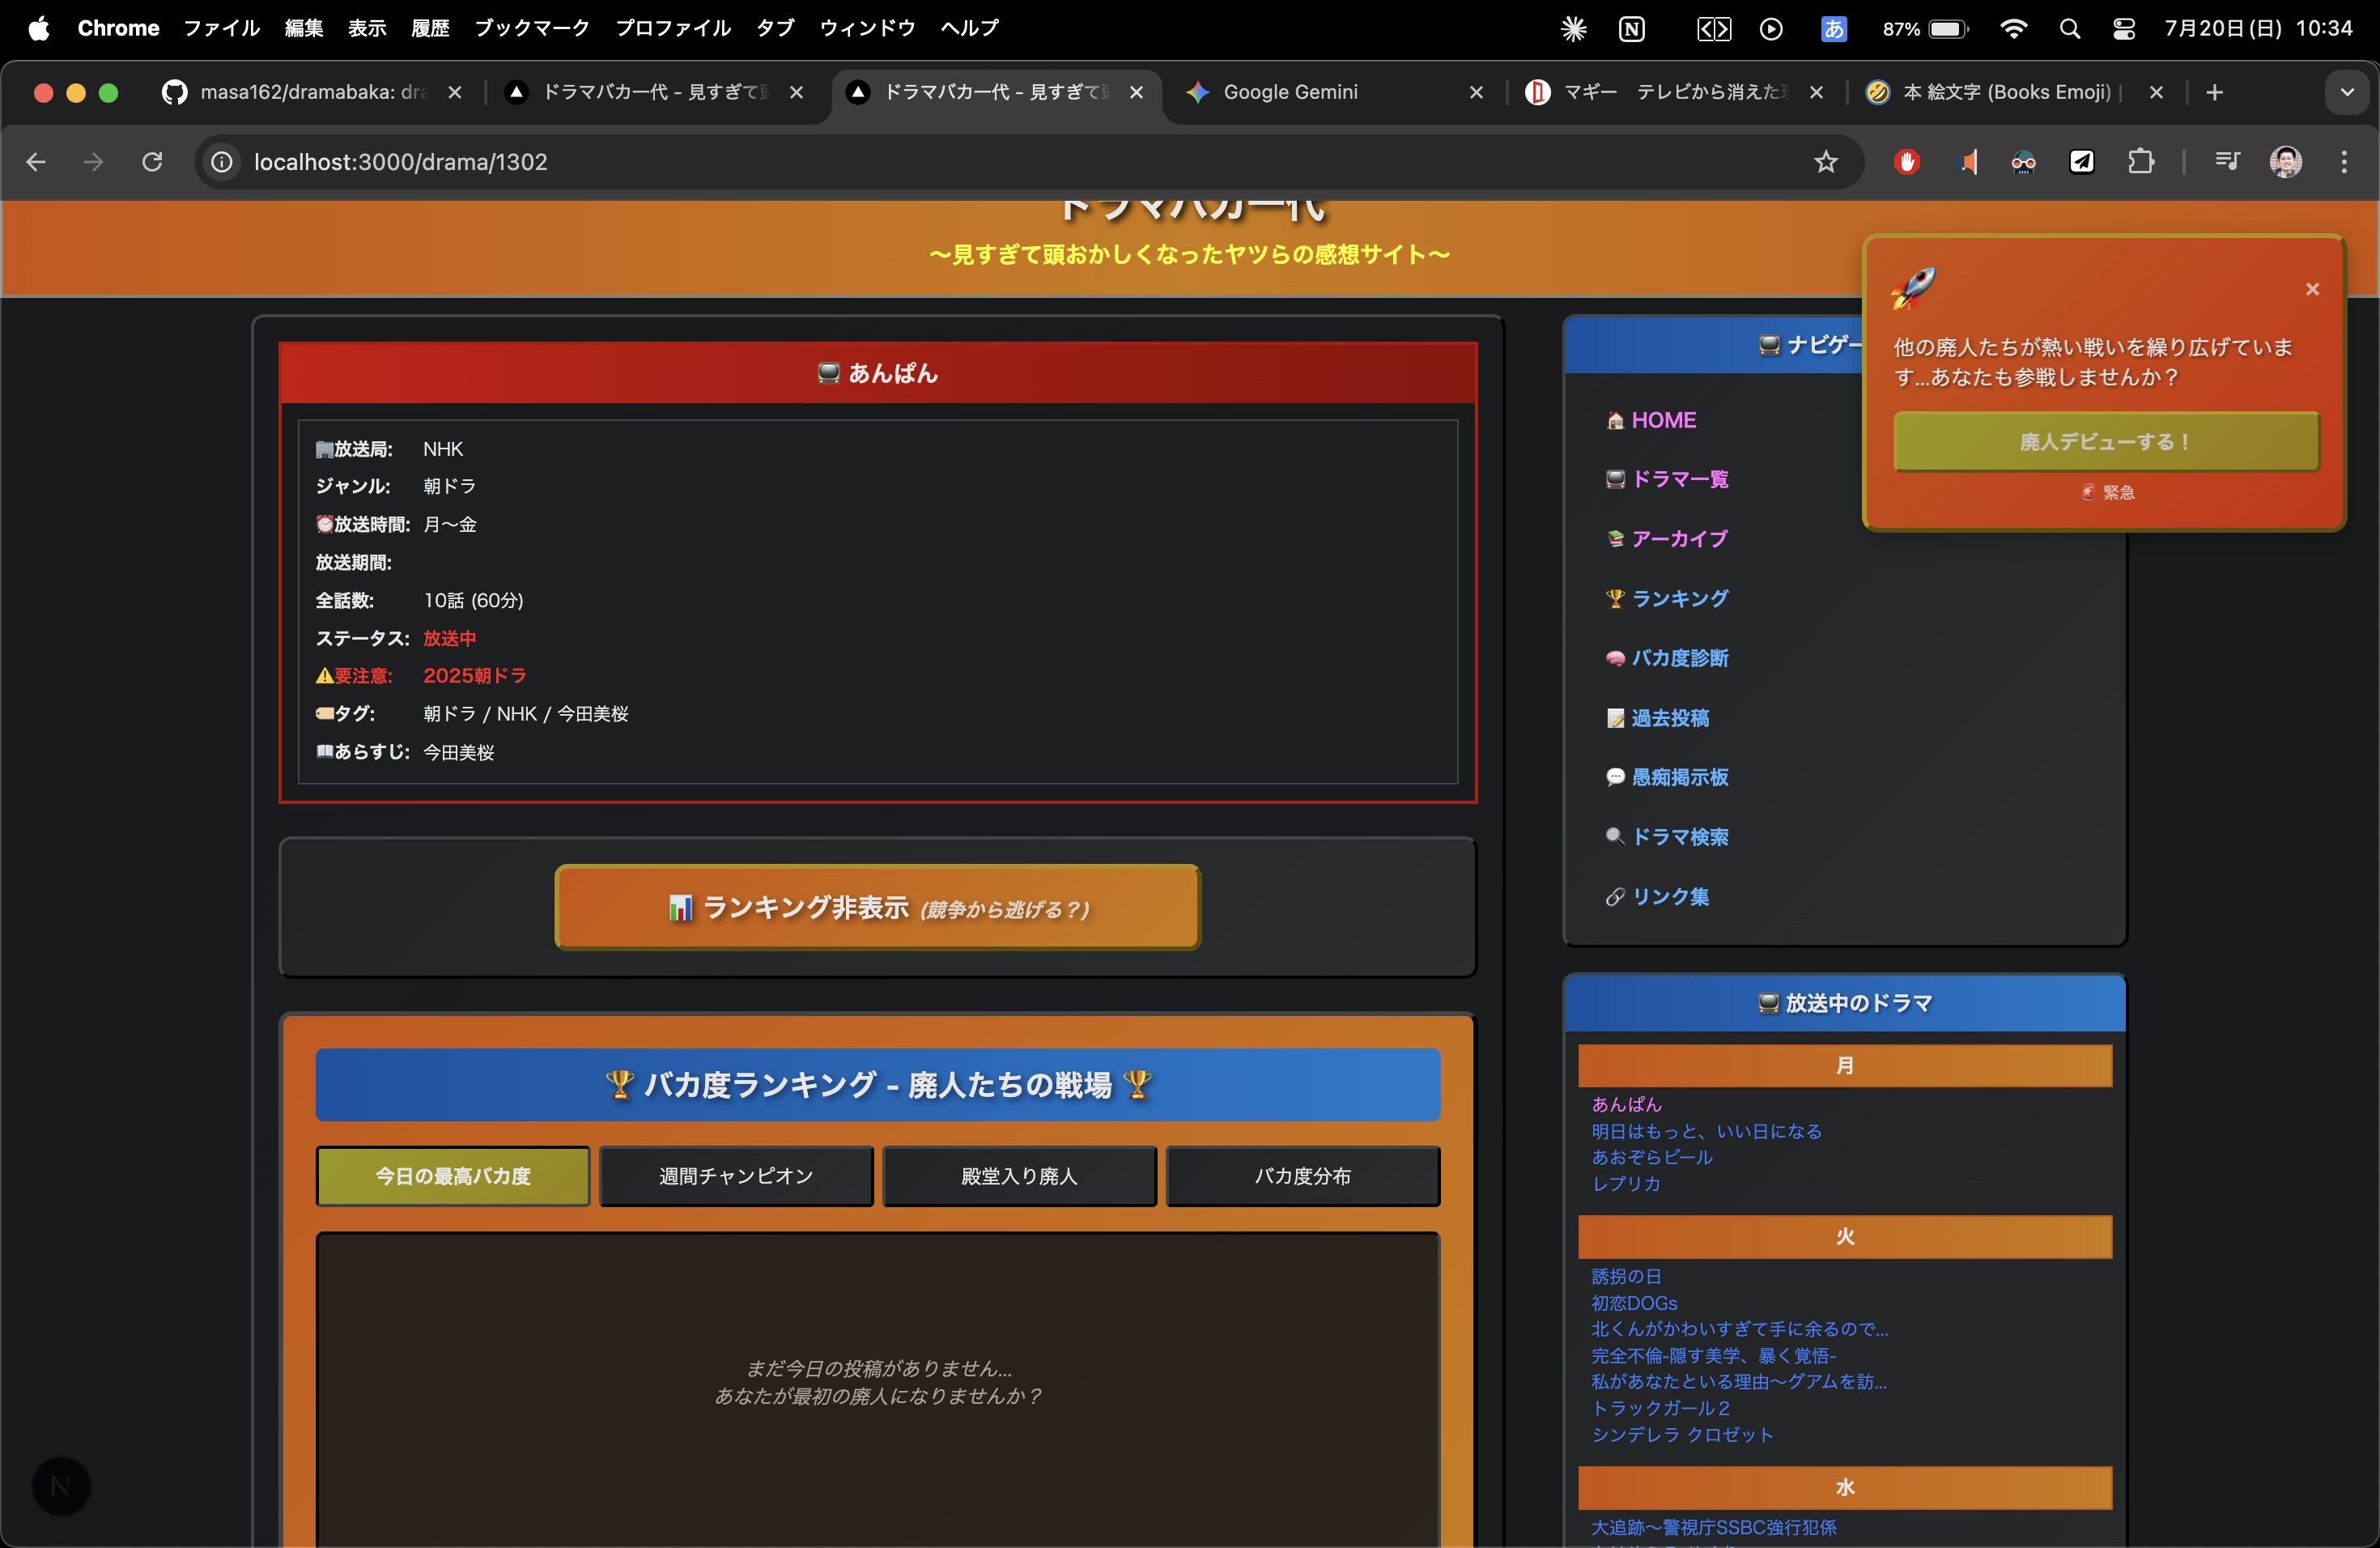 Chrome ファイル 編集 表示 履歴 ブックマーク プロファイル タブ ウィンドウ ヘルプ あ 87% 7月20日(日) 10:34
masa162/dramabaka: dra
ドラマバカ一代 - 見すぎて
ドラマバカ一代 - 見すぎて
Google Gemini
マギー テレビから消えた
本 絵文字 (Books Emoji) |
localhost:3000/drama/1302
ドラマバカ一代
〜見すぎて頭おかしくなったヤツらの感想サイト〜
📺 あんぱん
🏢放送局: NHK
ジャンル: 朝ドラ
⏰放送時間: 月〜金
放送期間:
全話数: 10話 (60分)
ステータス: 放送中
⚠️要注意: 2025朝ドラ
🏷️タグ: 朝ドラ / NHK / 今田美桜
📖あらすじ: 今田美桜
📊 ランキング非表示 (競争から逃げる？)
🏆 バカ度ランキング - 廃人たちの戦場 🏆
今日の最高バカ度
週間チャンピオン
殿堂入り廃人
バカ度分布
まだ今日の投稿がありません...
あなたが最初の廃人になりませんか？
N
📺 ナビゲー
🏠 HOME
📺 ドラマ一覧
📚 アーカイブ
🏆 ランキング
🧠 バカ度診断
📝 過去投稿
💬 愚痴掲示板
🔍 ドラマ検索
🔗 リンク集
🚀
×
他の廃人たちが熱い戦いを繰り広げていま
す...あなたも参戦しませんか？
廃人デビューする！
🚨 緊急
📺 放送中のドラマ
月
あんぱん
明日はもっと、いい日になる
あおぞらビール
レプリカ
火
誘拐の日
初恋DOGs
北くんがかわいすぎて手に余るので...
完全不倫-隠す美学、暴く覚悟-
私があなたといる理由〜グアムを訪...
トラックガール２
シンデレラ クロゼット
水
大追跡〜警視庁SSBC強行犯係